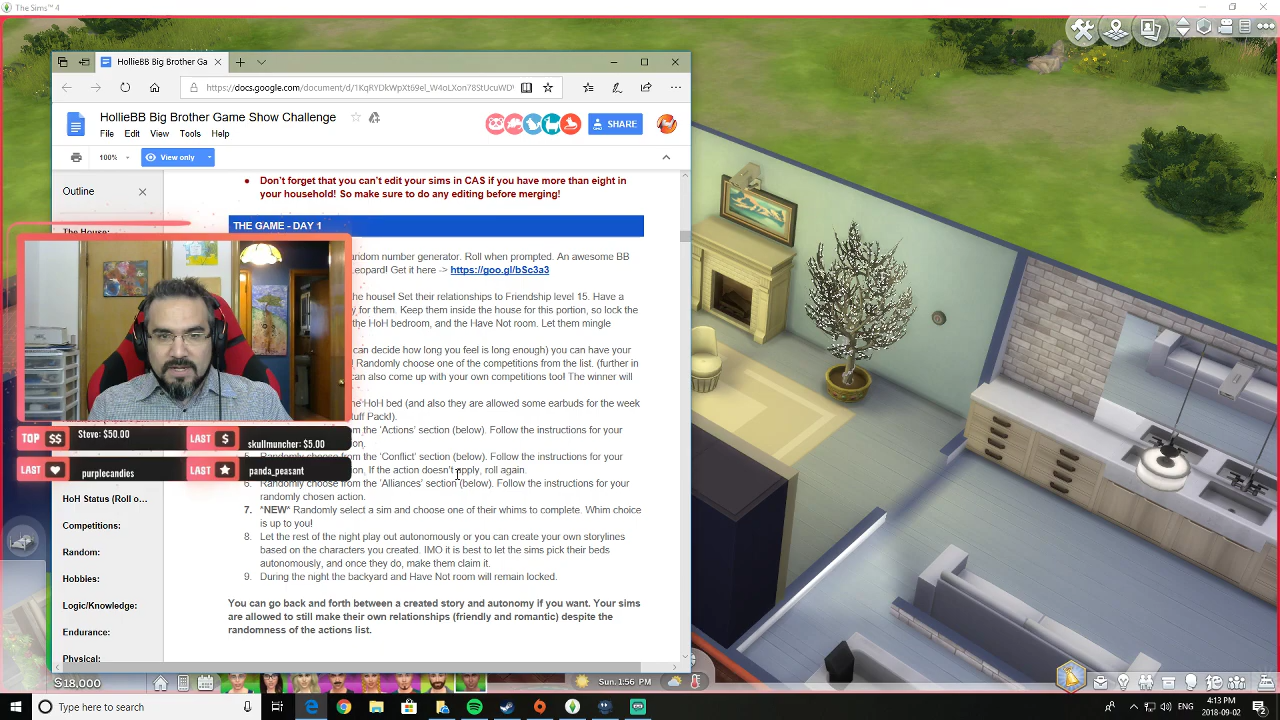 The Sims™ 4
HollieBB Big Brother Ga
https://docs.google.com/document/d/1KqRYDkWpXt69el_W4oLXon78StUcuWD
HollieBB Big Brother Game Show Challenge
File Edit View Tools Help
SHARE
100% View only
Outline
The House:
HoH Status (Roll o...
Competitions:
Random:
Hobbies:
Logic/Knowledge:
Endurance:
Physical:
Don't forget that you can't edit your sims in CAS if you have more than eight in
your household! So make sure to do any editing before merging!
THE GAME - DAY 1
andom number generator. Roll when prompted. An awesome BB
eopard! Get it here -> https://goo.gl/bSc3a3
he house! Set their relationships to Friendship level 15. Have a
y for them. Keep them inside the house for this portion, so lock the
the HoH bedroom, and the Have Not room. Let them mingle
can decide how long you feel is long enough) you can have your
! Randomly choose one of the competitions from the list. (further in
can also come up with your own competitions too! The winner will
he HoH bed (and also they are allowed some earbuds for the week
tuff Pack!).
om the 'Actions' section (below). Follow the instructions for your
on.
Randomly choose from the 'Conflict' section (below). Follow the instructions for your
on, If the action doesn't apply, roll again.
6. Randomly choose from the 'Alliances' section (below). Follow the instructions for your
randomly chosen action.
7. *NEW* Randomly select a sim and choose one of their whims to complete. Whim choice
is up to you!
8. Let the rest of the night play out autonomously or you can create your own storylines
based on the characters you created. IMO it is best to let the sims pick their beds
autonomously, and once they do, make them claim it.
9. During the night the backyard and Have Not room will remain locked.
You can go back and forth between a created story and autonomy if you want. Your sims
are allowed to still make their own relationships (friendly and romantic) despite the
randomness of the actions list.
TOP $$ Steve: $50.00 LAST $ skullmuncher: $5.00
LAST purplecandies LAST panda_peasant
§18,000
Sun. 1:56 PM
Type here to search
4:13 PM
2018-09-02
2